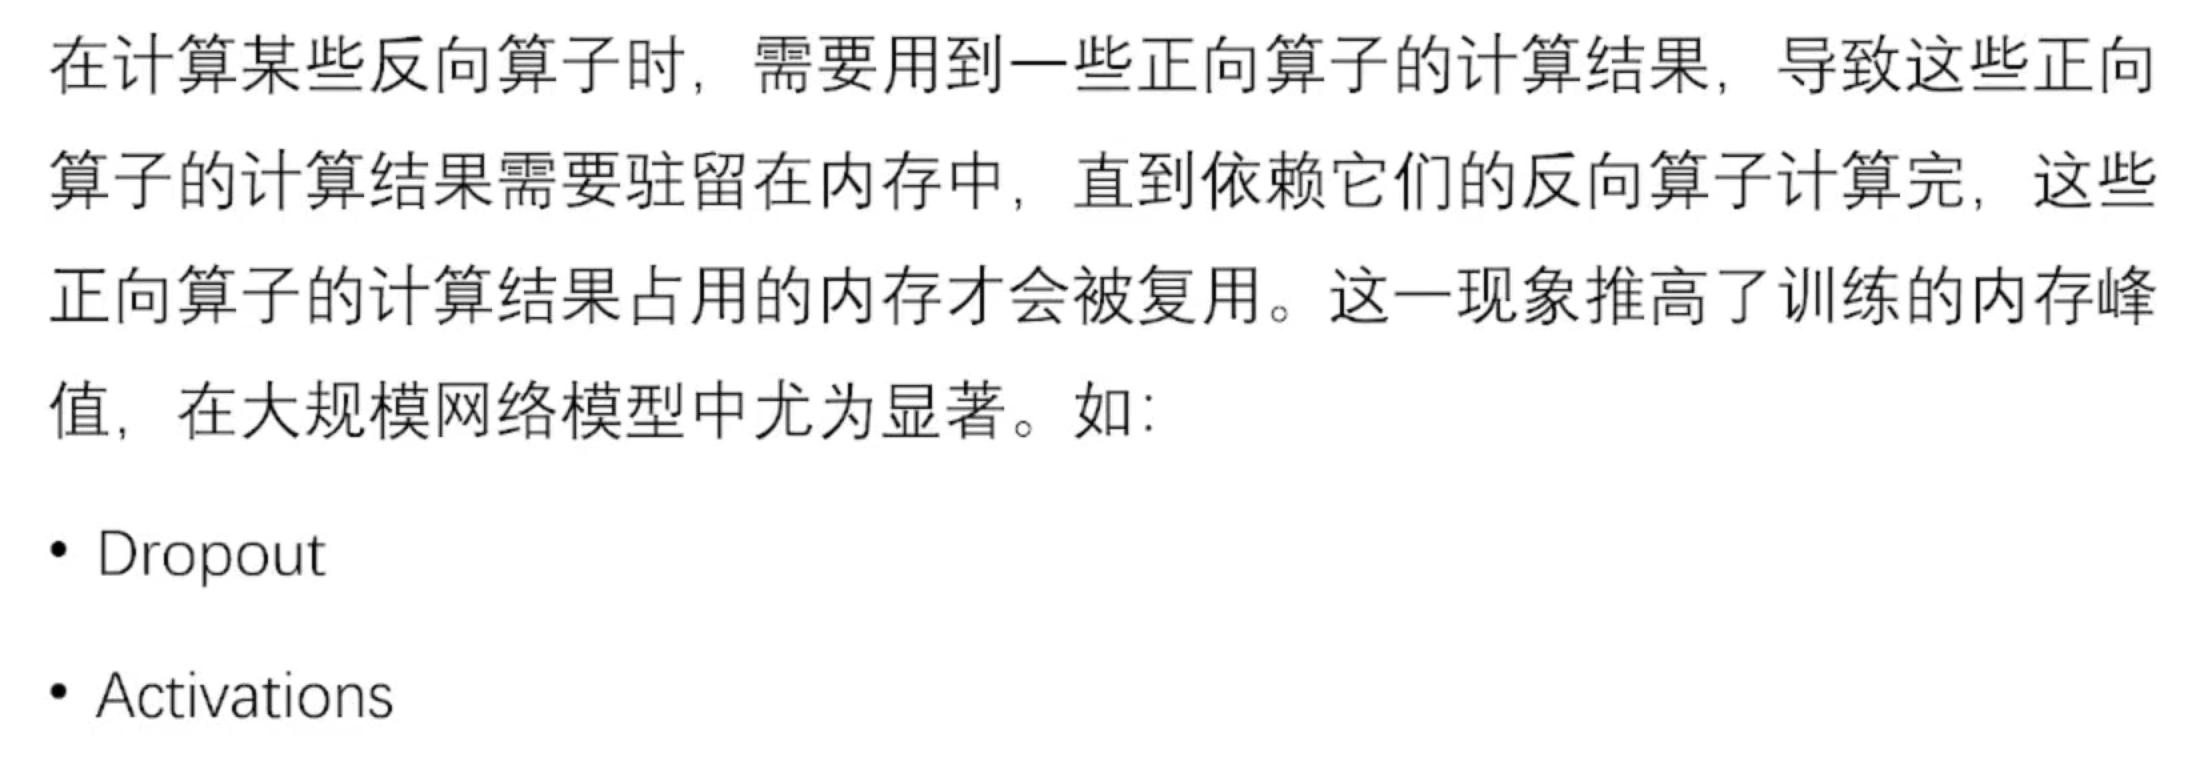 在计算某些反向算子时，需要用到一些正向算子的计算结果，导致这些正向
算子的计算结果需要驻留在内存中，直到依赖它们的反向算子计算完，这些
正向算子的计算结果占用的内存才会被复用。这一现象推高了训练的内存峰
值，在大规模网络模型中尤为显著。如：
• Dropout
• Activations